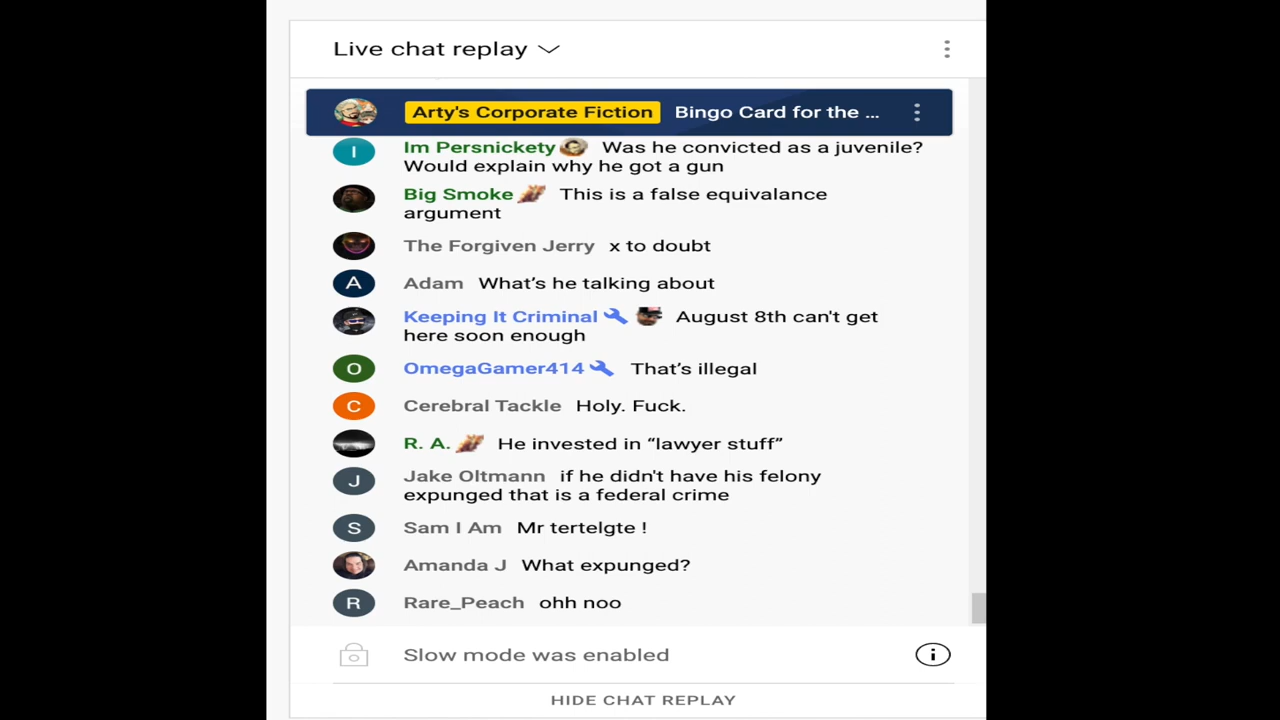 Live chat replay
Arty's Corporate Fiction Bingo Card for the ...
I Im Persnickety Was he convicted as a juvenile?
Would explain why he got a gun
Big Smoke This is a false equivalance
argument
The Forgiven Jerry x to doubt
A Adam What’s he talking about
Keeping It Criminal August 8th can't get
here soon enough
O OmegaGamer414 That’s illegal
C Cerebral Tackle Holy. Fuck.
R. A. He invested in “lawyer stuff”
J Jake Oltmann if he didn't have his felony
expunged that is a federal crime
S Sam I Am Mr tertelgte !
Amanda J What expunged?
R Rare_Peach ohh noo
Slow mode was enabled
HIDE CHAT REPLAY